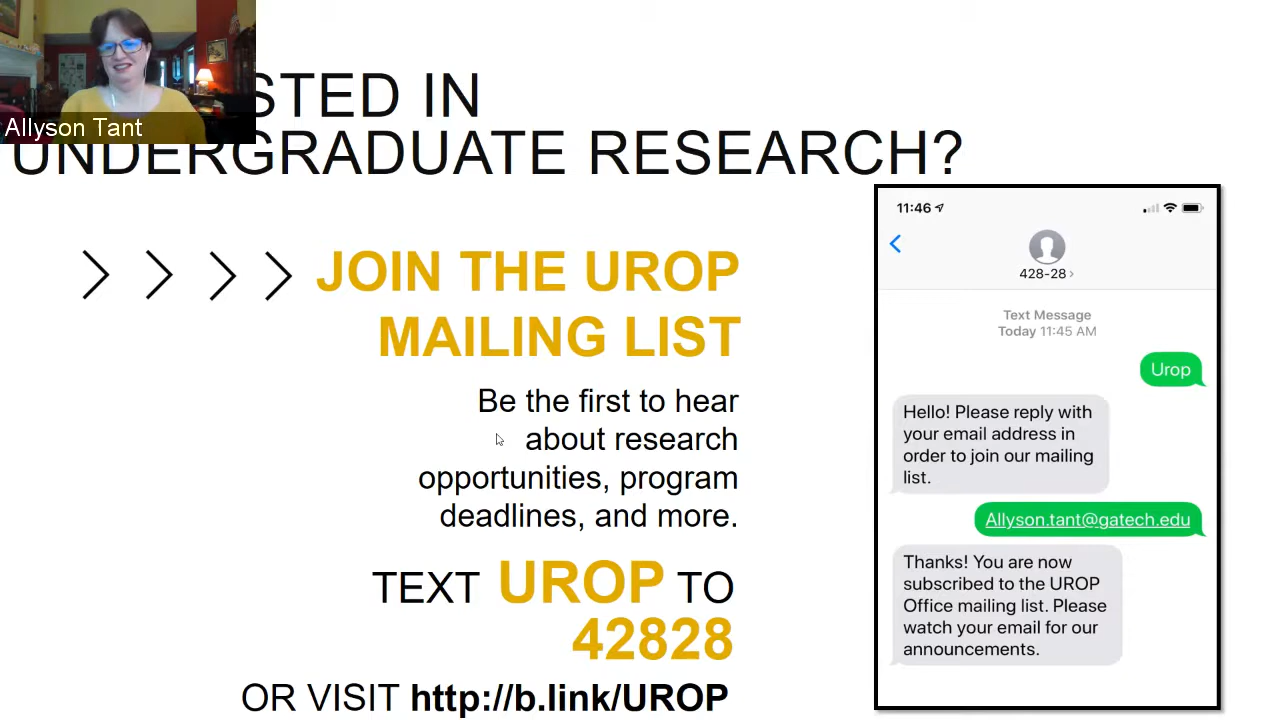 Allyson Tant
STED IN
UNDERGRADUATE RESEARCH?
JOIN THE UROP
MAILING LIST
Be the first to hear
about research
opportunities, program
deadlines, and more.
TEXT UROP TO
42828
OR VISIT http://b.link/UROP
11:46
428-28
Text Message
Today 11:45 AM
Urop
Hello! Please reply with
your email address in
order to join our mailing
list.
Allyson.tant@gatech.edu
Thanks! You are now
subscribed to the UROP
Office mailing list. Please
watch your email for our
announcements.